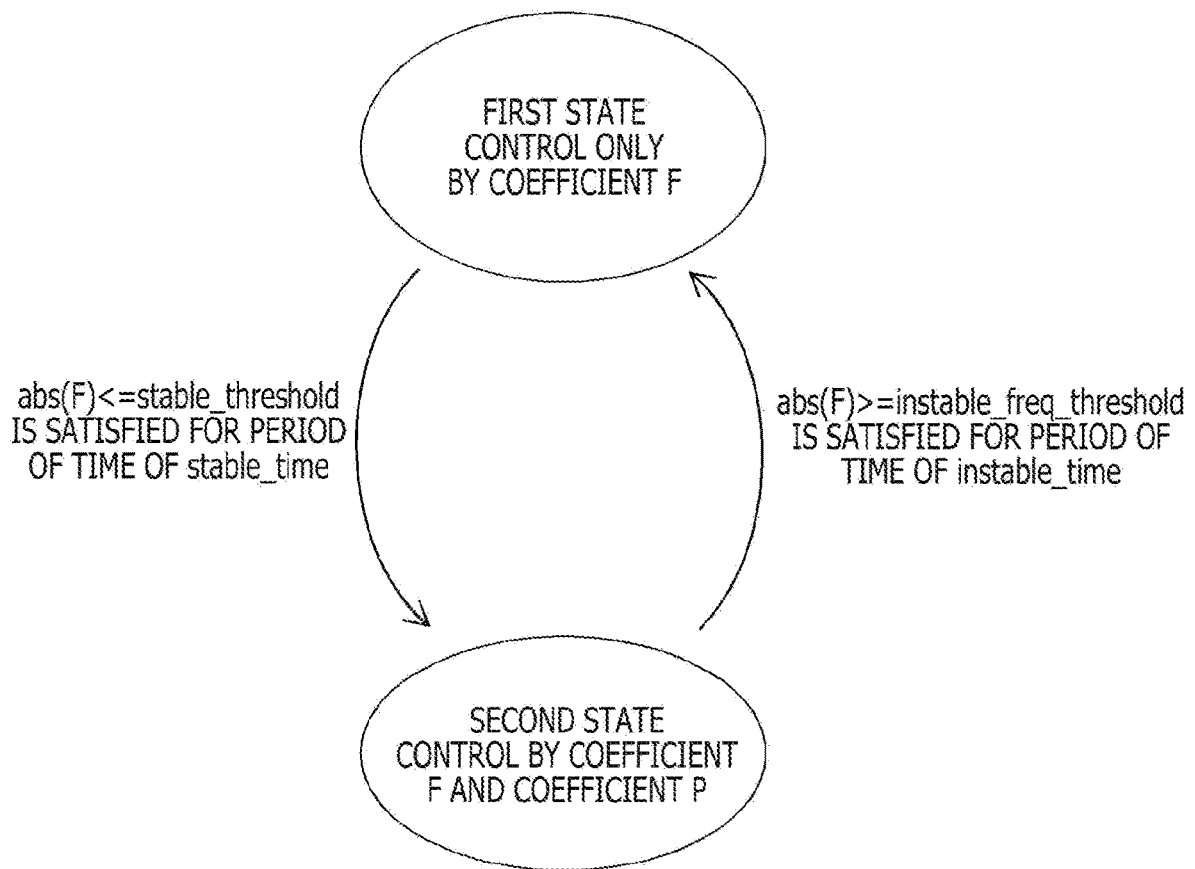 FIRST STATE
CONTROL ONLY
BY COEFFICIENT F
abs(F)<=stable_threshold
IS SATISFIED FOR PERIOD
OF TIME OF stable_time
abs(F)>=instable_freq_threshold
IS SATISFIED FOR PERIOD OF
TIME OF instable_time
SECOND STATE
CONTROL BY COEFFICIENT
F AND COEFFICIENT P